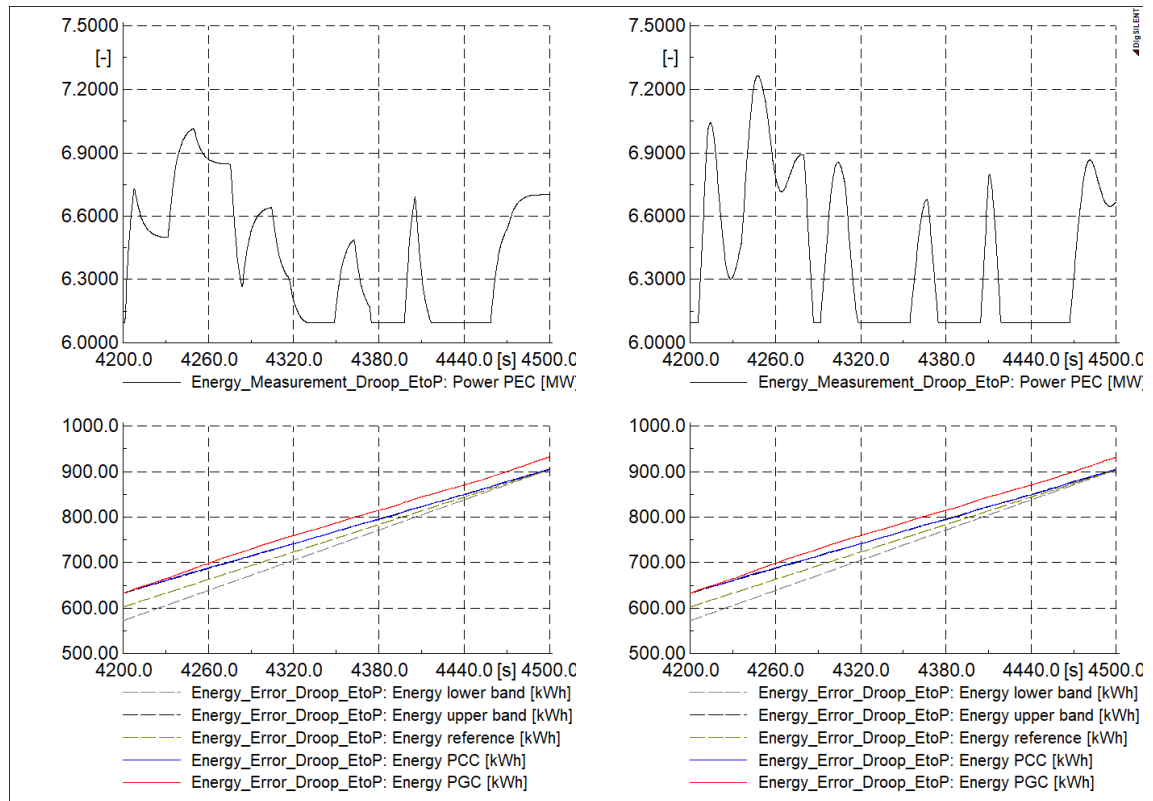 7.5000
[-]
7.2000
6.9000
6.6000
6.3000
6.0000
4200.0 4260.0 4320.0 4380.0 4440.0 [s] 4500.0
Energy_Measurement_Droop_EtoP: Power PEC [MW]
7.5000
[-]
7.2000
6.9000
6.6000
6.3000
6.0000
4200.0 4260.0 4320.0 4380.0 4440.0 [s] 4500.0
Energy_Measurement_Droop_EtoP: Power PEC [MW]
DIgSILENT
1000.0
900.00
800.00
700.00
600.00
500.00
4200.0 4260.0 4320.0 4380.0 4440.0 [s] 4500.0
Energy_Error_Droop_EtoP: Energy lower band [kWh]
Energy_Error_Droop_EtoP: Energy upper band [kWh]
Energy_Error_Droop_EtoP: Energy reference [kWh]
Energy_Error_Droop_EtoP: Energy PCC [kWh]
Energy_Error_Droop_EtoP: Energy PGC [kWh]
1000.0
900.00
800.00
700.00
600.00
500.00
4200.0 4260.0 4320.0 4380.0 4440.0 [s] 4500.0
Energy_Error_Droop_EtoP: Energy lower band [kWh]
Energy_Error_Droop_EtoP: Energy upper band [kWh]
Energy_Error_Droop_EtoP: Energy reference [kWh]
Energy_Error_Droop_EtoP: Energy PCC [kWh]
Energy_Error_Droop_EtoP: Energy PGC [kWh]